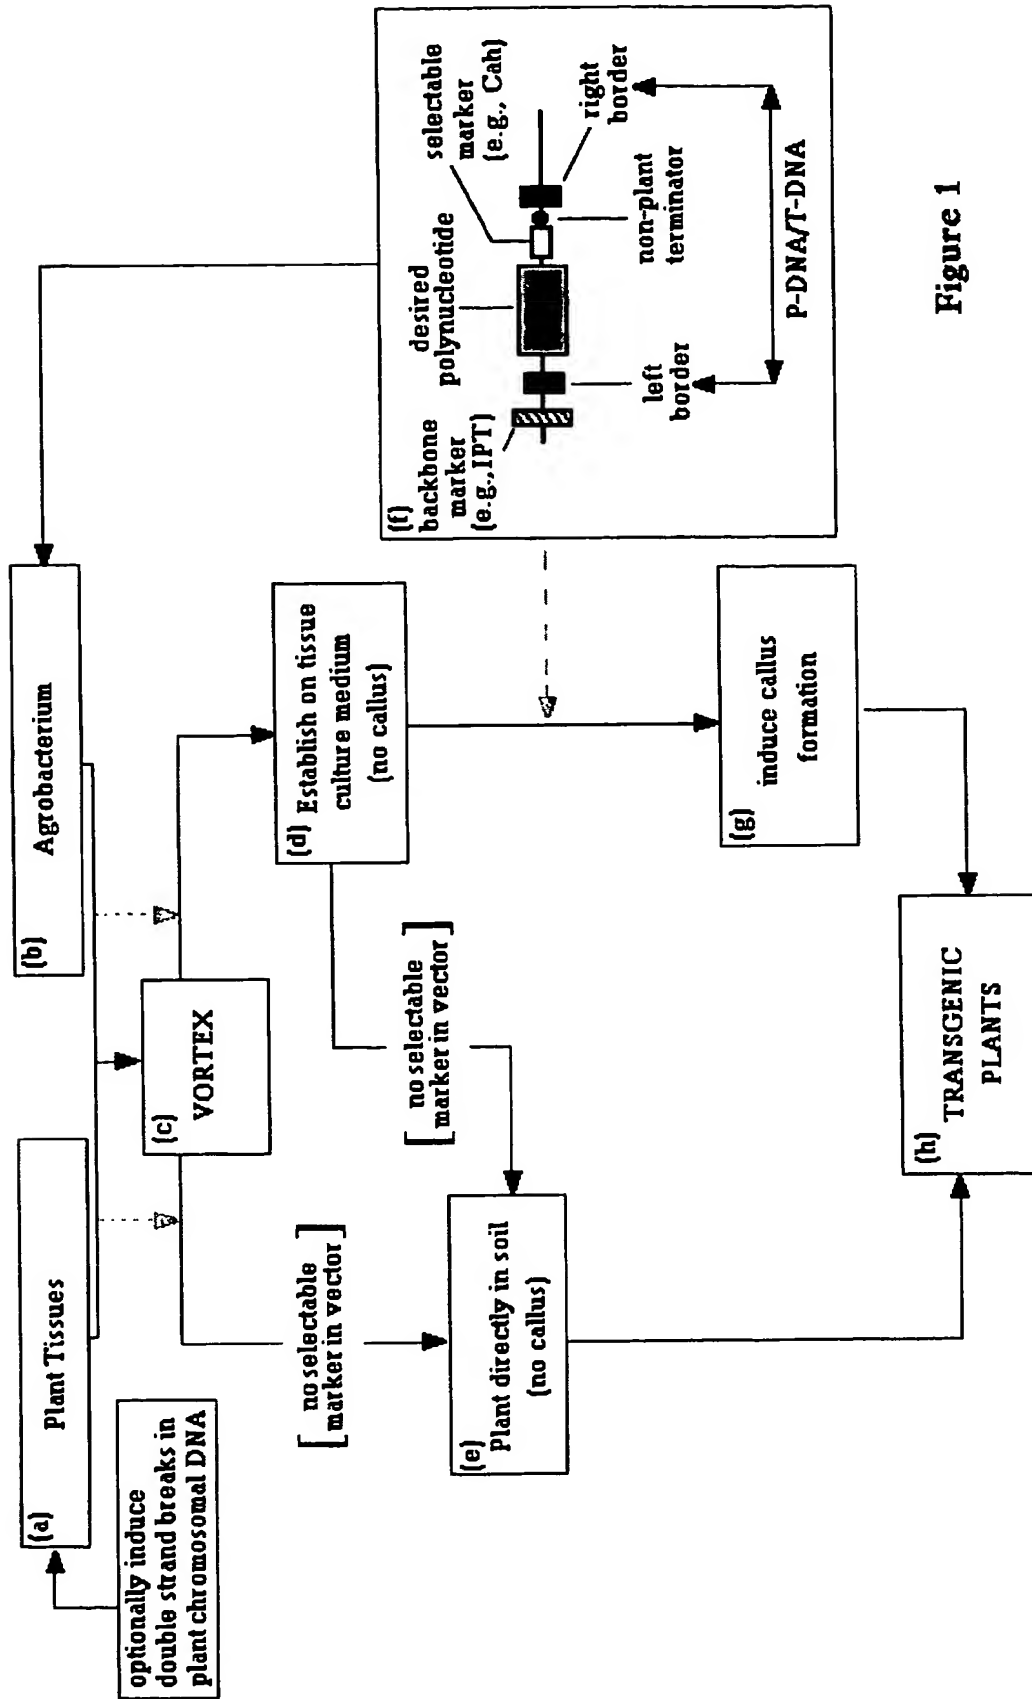 optionally induce
double strand breaks in
plant chromosomal DNA
(a)
Plant Tissues
(b)
Agrobacterium
(c)
VORTEX
[no selectable
marker in vector]
(d) Establish on tissue
culture medium
(no callus)
[no selectable
marker in vector]
(e) Plant directly in soil
(no callus)
(f)
backbone
marker
(e.g., IPT)
desired
polynucleotide
selectable
marker
(e.g., Cah)
left
border
non-plant
terminator
right
border
P-DNA/T-DNA
(g)
induce callus
formation
(h)
TRANSGENIC
PLANTS
Figure 1